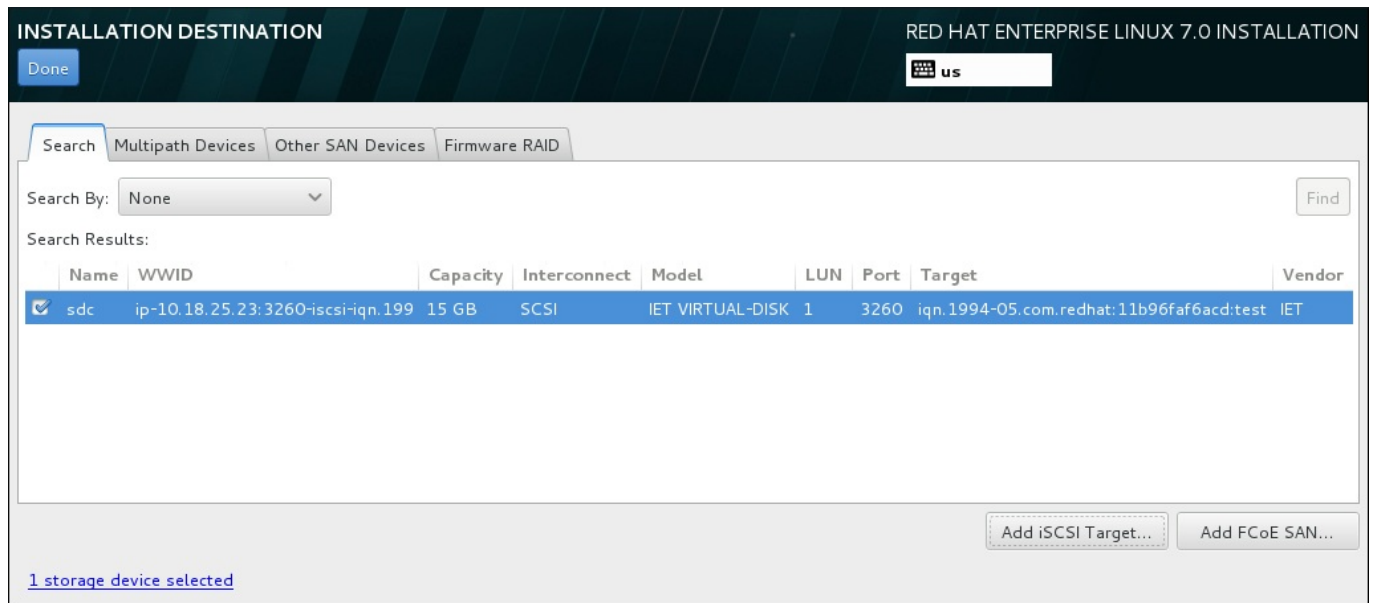 INSTALLATION DESTINATION
RED HAT ENTERPRISE LINUX 7.0 INSTALLATION
Done
us
Search Multipath Devices Other SAN Devices Firmware RAID
Search By: None Find
Search Results:
Name WWID Capacity Interconnect Model LUN Port Target Vendor
sdc ip-10.18.25.23:3260-iscsi-iqn.199 15 GB SCSI IET VIRTUAL-DISK 1 3260 iqn.1994-05.com.redhat:11b96faf6acd:test IET
Add iSCSI Target... Add FCoE SAN...
1 storage device selected